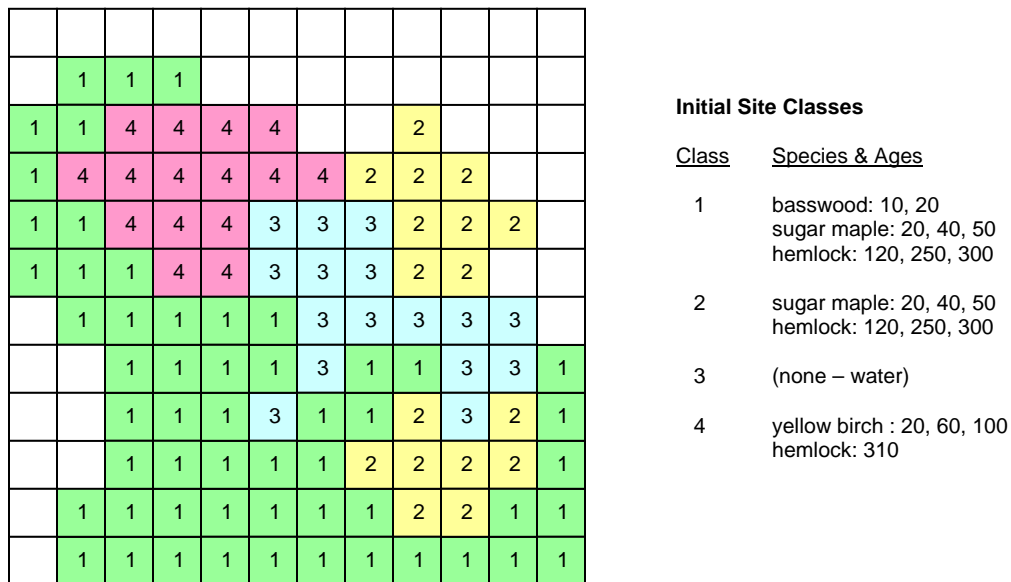 1 1 1
1 1 4 4 4 4 2
1 4 4 4 4 4 4 2 2 2
1 1 4 4 4 3 3 3 2 2 2
1 1 1 4 4 3 3 3 2 2
1 1 1 1 1 3 3 3 3 3
1 1 1 1 3 1 1 3 3 1
1 1 1 3 1 1 2 3 2 1
1 1 1 1 1 2 2 2 2 1
1 1 1 1 1 1 1 2 2 1 1
1 1 1 1 1 1 1 1 1 1 1
Initial Site Classes
Class Species & Ages
1 basswood: 10, 20
sugar maple: 20, 40, 50
hemlock: 120, 250, 300
2 sugar maple: 20, 40, 50
hemlock: 120, 250, 300
3 (none – water)
4 yellow birch : 20, 60, 100
hemlock: 310